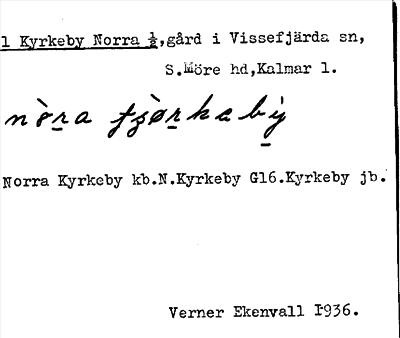 1 Kyrkeby Norra ½,gård i Vissefjärda sn,
S.Möre hd,Kalmar l.
Norra Kyrkeby kb.N.Kyrkeby G16.Kyrkeby jb.
Verner Ekenvall 1936.